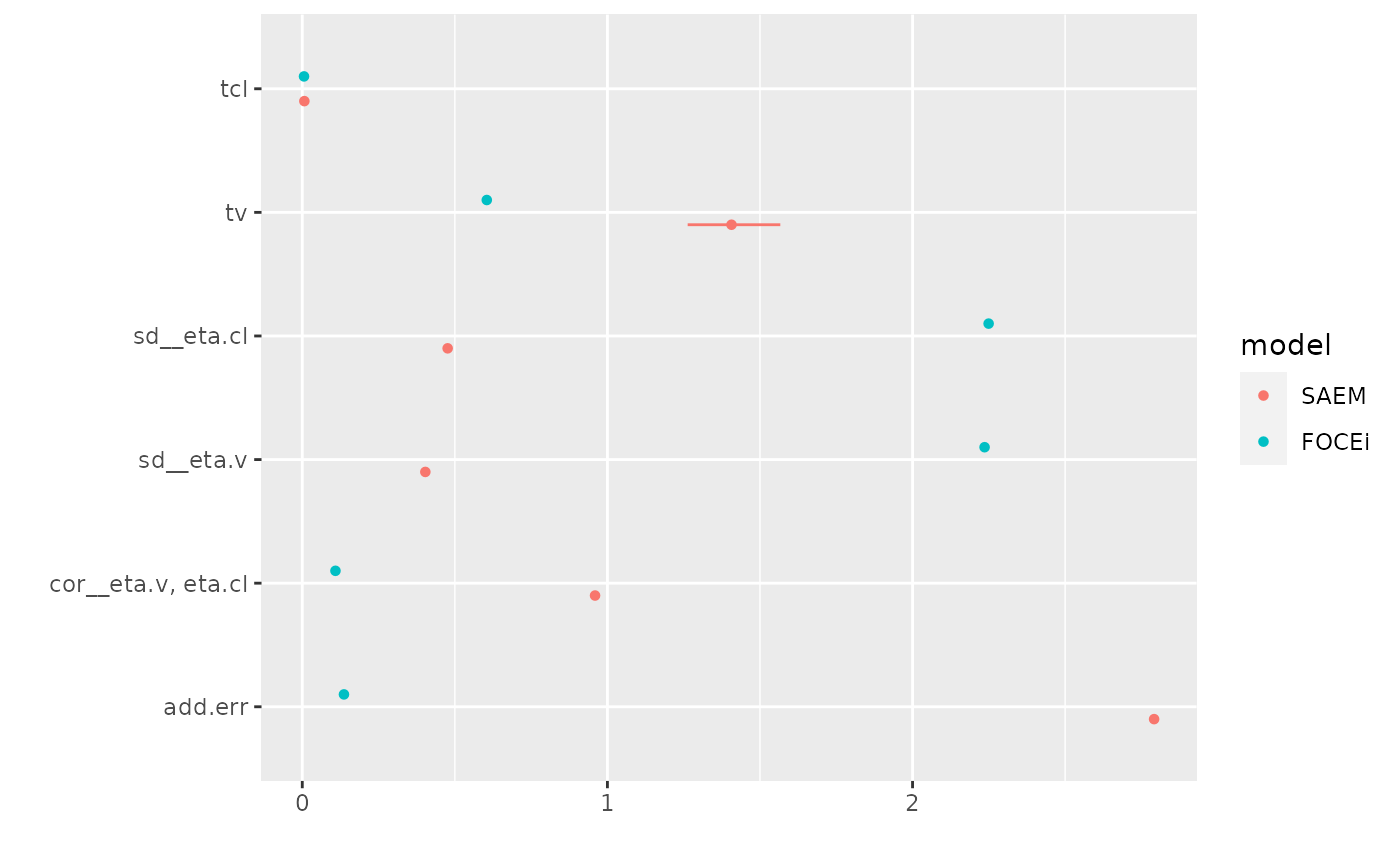 tcl
tv
sd__eta.cl
sd__eta.v
cor__eta.v, eta.cl
add.err
0 1 2
model
SAEM
FOCEi